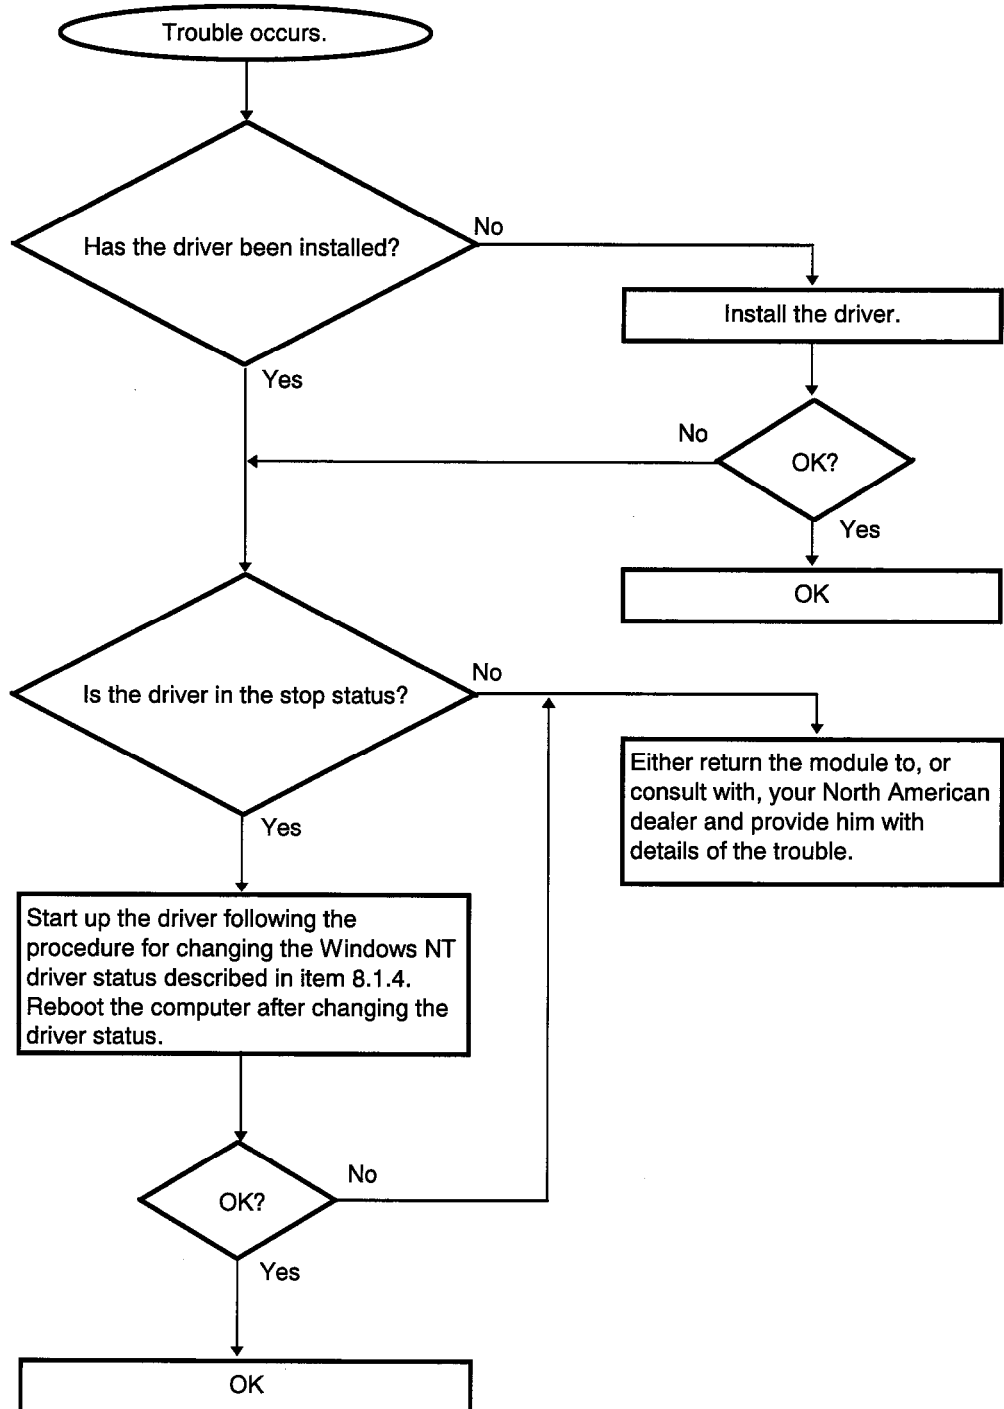 Trouble occurs.
No
Has the driver been installed?
Install the driver.
Yes
No
OK?
Yes
OK
No
Is the driver in the stop status?
Either return the module to, or
consult with, your North American
dealer and provide him with
details of the trouble.
Yes
Start up the driver following the
procedure for changing the Windows NT
driver status described in item 8.1.4.
Reboot the computer after changing the
driver status.
No
OK?
Yes
OK